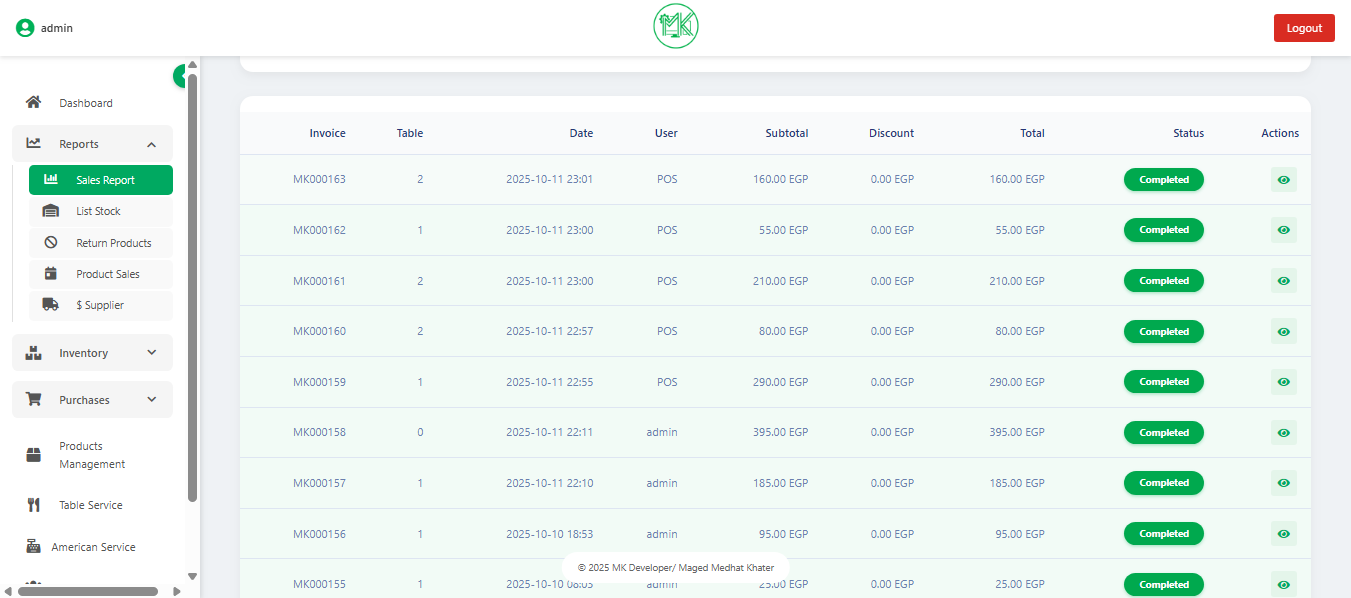 admin
MK
Logout
Dashboard
Reports
Sales Report
List Stock
Return Products
Product Sales
$ Supplier
Inventory
Purchases
Products
Management
Table Service
American Service
Invoice Table Date User Subtotal Discount Total Status Actions
MK000163 2 2025-10-11 23:01 POS 160.00 EGP 0.00 EGP 160.00 EGP Completed
MK000162 1 2025-10-11 23:00 POS 55.00 EGP 0.00 EGP 55.00 EGP Completed
MK000161 2 2025-10-11 23:00 POS 210.00 EGP 0.00 EGP 210.00 EGP Completed
MK000160 2 2025-10-11 22:57 POS 80.00 EGP 0.00 EGP 80.00 EGP Completed
MK000159 1 2025-10-11 22:55 POS 290.00 EGP 0.00 EGP 290.00 EGP Completed
MK000158 0 2025-10-11 22:11 admin 395.00 EGP 0.00 EGP 395.00 EGP Completed
MK000157 1 2025-10-11 22:10 admin 185.00 EGP 0.00 EGP 185.00 EGP Completed
MK000156 1 2025-10-10 18:53 admin 95.00 EGP 0.00 EGP 95.00 EGP Completed
MK000155 1 2025-10-10 08:03 admin 25.00 EGP 0.00 EGP 25.00 EGP Completed
© 2025 MK Developer/ Maged Medhat Khater